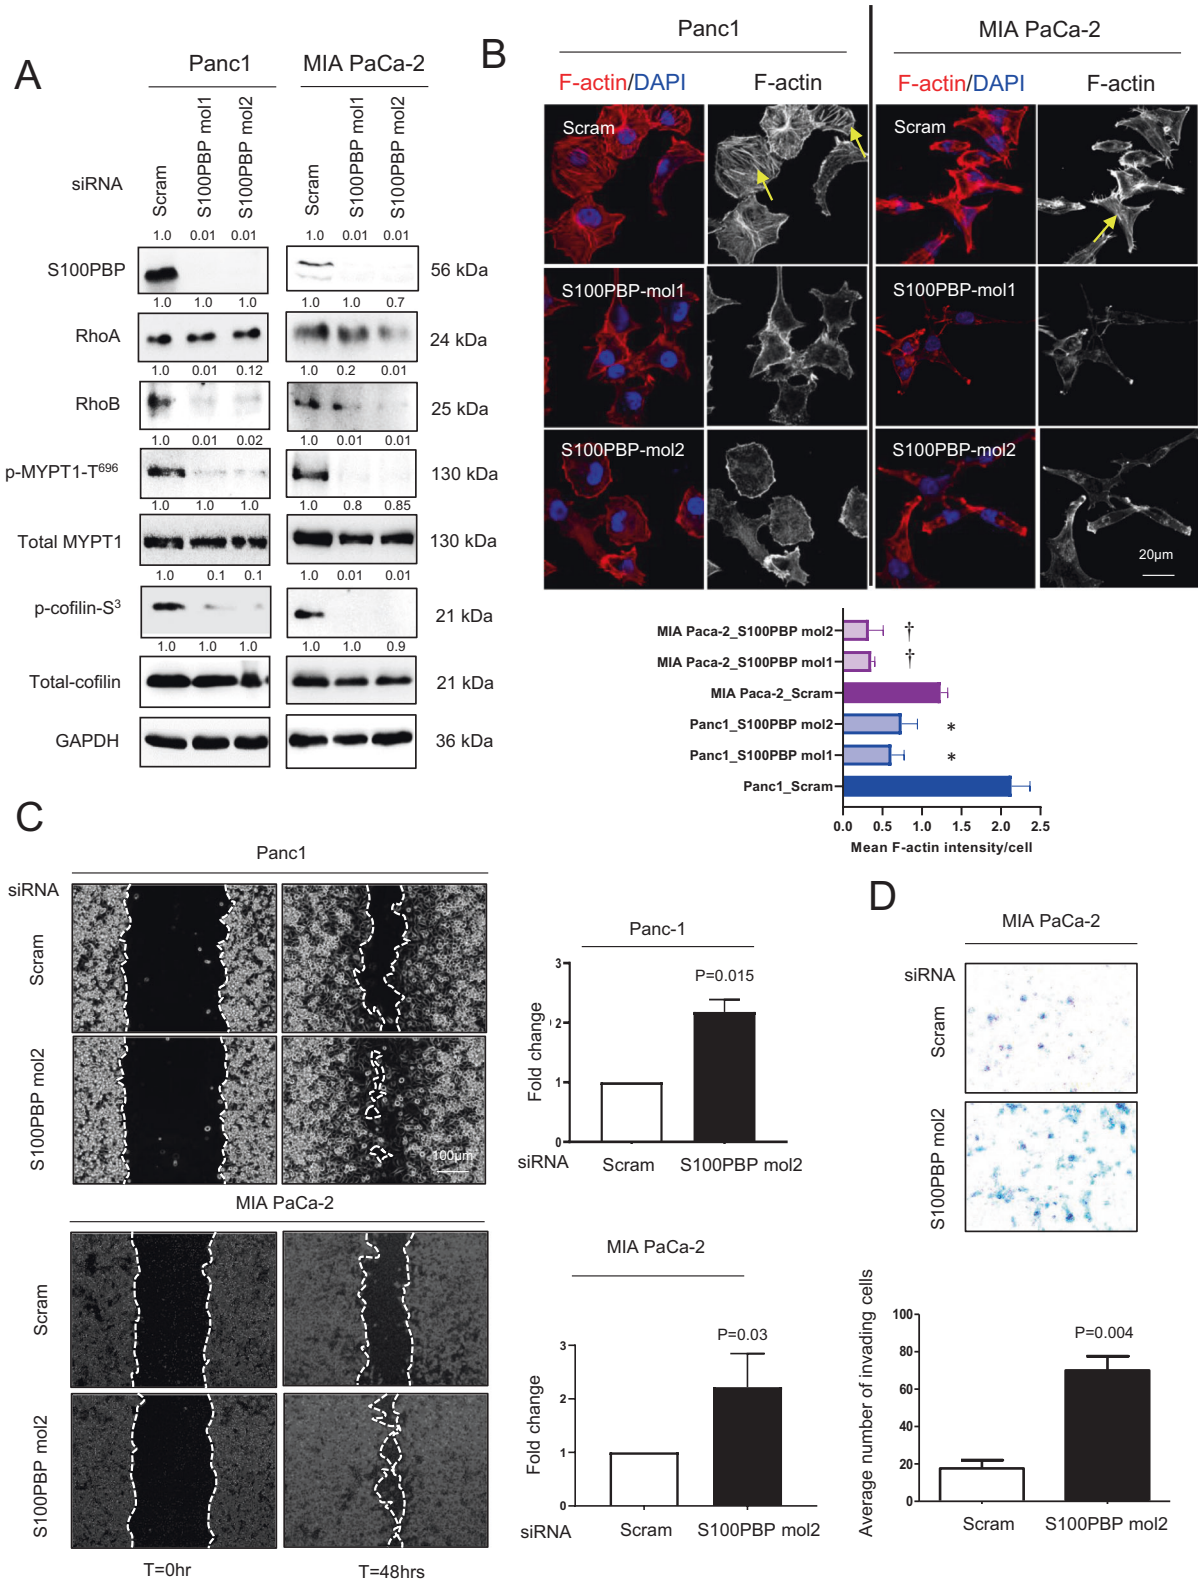 A
Panc1
MIA PaCa-2
siRNA
Scram
S100PBP mol1
S100PBP mol2
Scram
S100PBP mol1
S100PBP mol2
1.0 0.01 0.01 1.0 0.01 0.01
S100PBP 56 kDa
1.0 1.0 1.0 1.0 1.0 0.7
RhoA 24 kDa
1.0 0.01 0.12 1.0 0.2 0.01
RhoB 25 kDa
1.0 0.01 0.02 1.0 0.01 0.01
p-MYPT1-T⁶⁹⁶ 130 kDa
1.0 1.0 1.0 1.0 0.8 0.85
Total MYPT1 130 kDa
1.0 0.1 0.1 1.0 0.01 0.01
p-cofilin-S³ 21 kDa
1.0 1.0 1.0 1.0 1.0 0.9
Total-cofilin 21 kDa
GAPDH 36 kDa
B
Panc1
MIA PaCa-2
F-actin/DAPI F-actin F-actin/DAPI F-actin
Scram Scram
S100PBP-mol1 S100PBP-mol1
S100PBP-mol2 S100PBP-mol2
20μm
MIA Paca-2_S100PBP mol2 †
MIA Paca-2_S100PBP mol1 †
MIA Paca-2_Scram
Panc1_S100PBP mol2 *
Panc1_S100PBP mol1 *
Panc1_Scram
0.0 0.5 1.0 1.5 2.0 2.5
Mean F-actin intensity/cell
C
Panc1
siRNA
Scram
S100PBP mol2
100μm
MIA PaCa-2
Scram
S100PBP mol2
T=0hr T=48hrs
Panc-1
Fold change
3
2
1
0
P=0.015
siRNA Scram S100PBP mol2
MIA PaCa-2
Fold change
3
2
1
0
P=0.03
siRNA Scram S100PBP mol2
D
MIA PaCa-2
siRNA
Scram
S100PBP mol2
Average number of invading cells
100
80
60
40
20
0
P=0.004
Scram S100PBP mol2